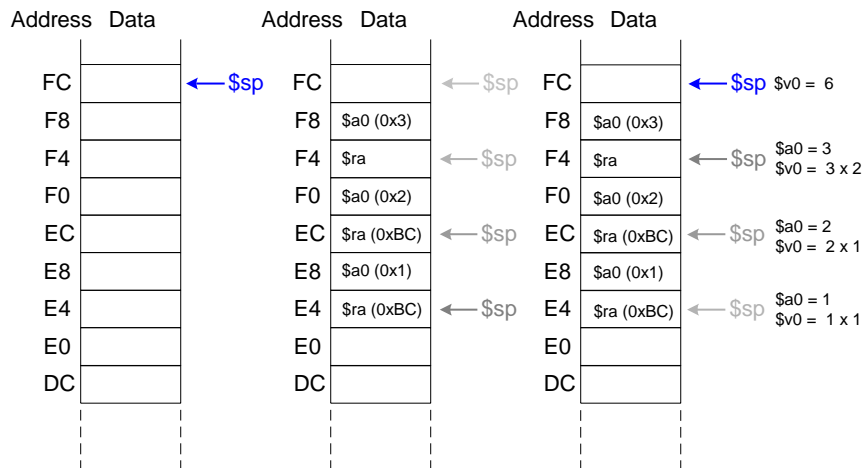 Address Data
FC
$sp
F8
F4
F0
EC
E8
E4
E0
DC
Address Data
FC
$sp
F8 $a0 (0x3)
F4 $ra
$sp
F0 $a0 (0x2)
EC $ra (0xBC)
$sp
E8 $a0 (0x1)
E4 $ra (0xBC)
$sp
E0
DC
Address Data
FC
$sp $v0 = 6
F8 $a0 (0x3)
F4 $ra
$sp
$a0 = 3
$v0 = 3 x 2
F0 $a0 (0x2)
EC $ra (0xBC)
$sp
$a0 = 2
$v0 = 2 x 1
E8 $a0 (0x1)
E4 $ra (0xBC)
$sp
$a0 = 1
$v0 = 1 x 1
E0
DC